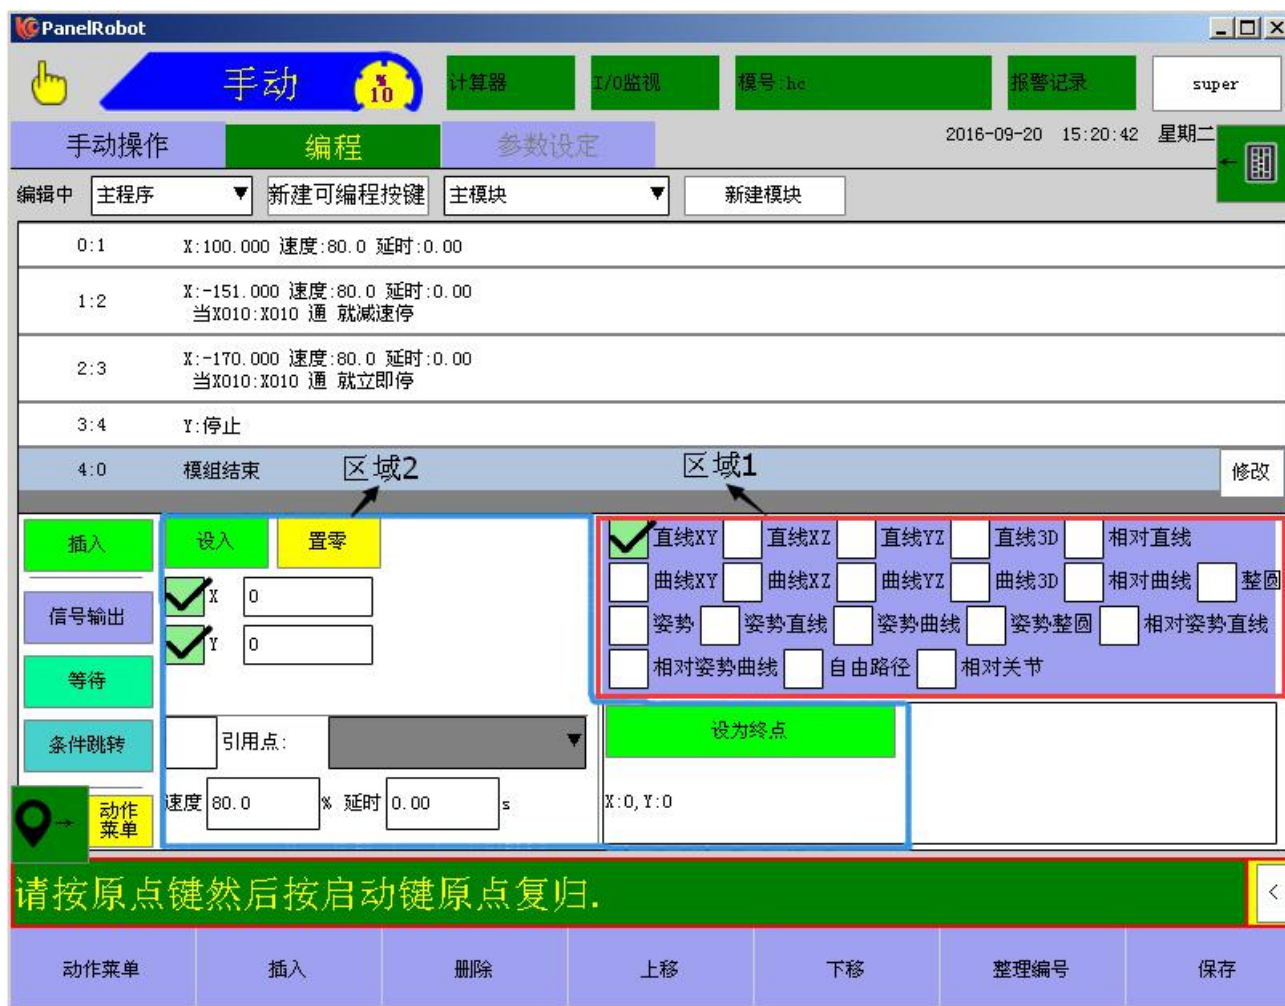 PanelRobot
手动 % 10 计算器 I/O监视 模号:hc 报警记录 super
手动操作 编程 参数设定 2016-09-20 15:20:42 星期二
编辑中 主程序 新建可编程按键 主模块 新建模块
0:1 X:100.000 速度:80.0 延时:0.00
1:2 X:-151.000 速度:80.0 延时:0.00
当X010:X010 通 就减速停
2:3 X:-170.000 速度:80.0 延时:0.00
当X010:X010 通 就立即停
3:4 Y:停止
4:0 模组结束 区域2 区域1 修改
插入 设入 置零 直线XY 直线XZ 直线YZ 直线3D 相对直线
X 0 曲线XY 曲线XZ 曲线YZ 曲线3D 相对曲线 整圆
信号输出 Y 0 姿势 姿势直线 姿势曲线 姿势整圆 相对姿势直线
等待 相对姿势曲线 自由路径 相对关节
条件跳转 引用点: 设为终点
动作
菜单 速度 80.0 % 延时 0.00 s X:0,Y:0
请按原点键然后按启动键原点复归. <
动作菜单 插入 删除 上移 下移 整理编号 保存